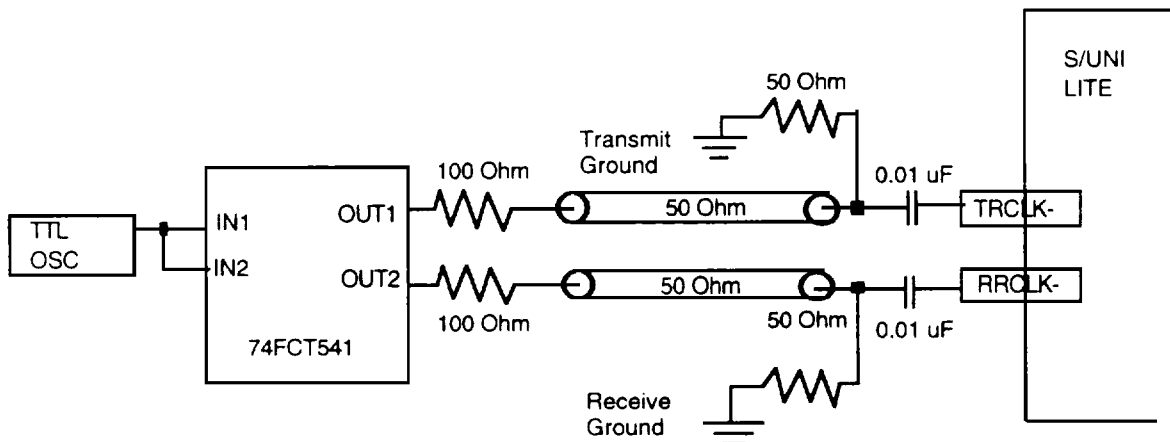 S/UNI
LITE
50 Ohm
Transmit
Ground
100 Ohm
0.01 uF
OUT1
50 Ohm
TRCLK-
TTL
OSC
IN1
IN2
OUT2
50 Ohm
RRCLK-
100 Ohm
50 Ohm
0.01 uF
74FCT541
Receive
Ground